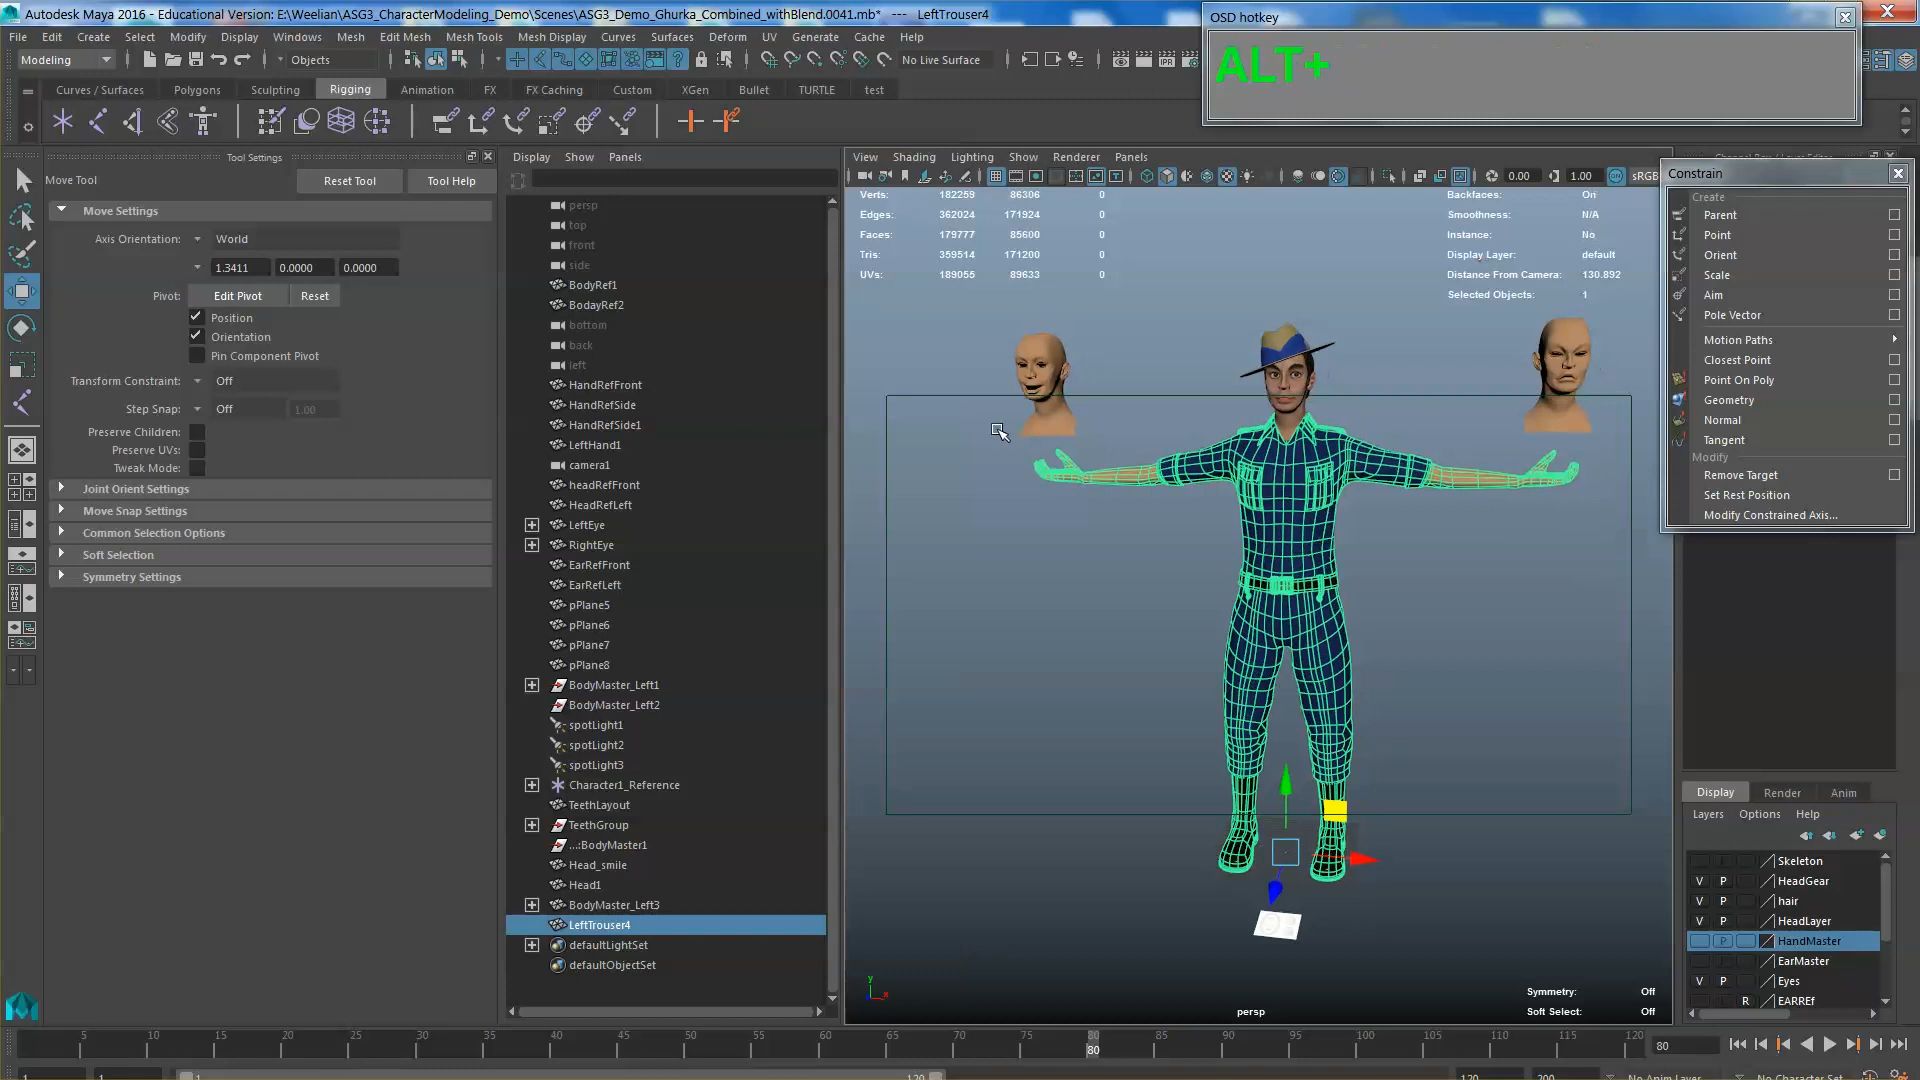 Autodesk Maya 2016 - Educational Version: E:\Weelian\ASG3_CharacterModeling_Demo\Scenes\ASG3_Demo_Ghurka_Combined_withBlend.0041.mb* --- LeftTrouser4
File Edit Create Select Modify Display Windows Mesh Edit Mesh Mesh Tools Mesh Display Curves Surfaces Deform UV Generate Cache Help
OSD hotkey
ALT+
Modeling Objects No Live Surface
Curves / Surfaces Polygons Sculpting Rigging Animation FX FX Caching Custom XGen Bullet TURTLE test
Tool Settings
Move Tool Reset Tool Tool Help
Move Settings
Axis Orientation: World
1.3411 0.0000 0.0000
Pivot: Edit Pivot Reset
Position
Orientation
Pin Component Pivot
Transform Constraint: Off
Step Snap: Off 1.00
Preserve Children:
Preserve UVs:
Tweak Mode:
Joint Orient Settings
Move Snap Settings
Common Selection Options
Soft Selection
Symmetry Settings
Display Show Panels
persp
top
front
side
BodyRef1
BodayRef2
bottom
back
left
HandRefFront
HandRefSide
HandRefSide1
LeftHand1
camera1
headRefFront
HeadRefLeft
LeftEye
RightEye
EarRefFront
EarRefLeft
pPlane5
pPlane6
pPlane7
pPlane8
BodyMaster_Left1
BodyMaster_Left2
spotLight1
spotLight2
spotLight3
Character1_Reference
TeethLayout
TeethGroup
...:BodyMaster1
Head_smile
Head1
BodyMaster_Left3
LeftTrouser4
defaultLightSet
defaultObjectSet
View Shading Lighting Show Renderer Panels
0.00 1.00 sRGB
Verts: 182259 86306 0
Edges: 362024 171924 0
Faces: 179777 85600 0
Tris: 359514 171200 0
UVs: 189055 89633 0
Backfaces: On
Smoothness: N/A
Instance: No
Display Layer: default
Distance From Camera: 130.892
Selected Objects: 1
Symmetry: Off
Soft Select: Off
persp
Constrain
Create
Parent
Point
Orient
Scale
Aim
Pole Vector
Motion Paths
Closest Point
Point On Poly
Geometry
Normal
Tangent
Modify
Remove Target
Set Rest Position
Modify Constrained Axis...
Display Render Anim
Layers Options Help
Skeleton
V P HeadGear
V P hair
V P HeadLayer
P HandMaster
EarMaster
V P Eyes
R EARREf
5 10 15 20 25 30 35 40 45 50 55 60 65 70 75 80 85 90 95 100 105 110 115 120
80
80
1 1 1 120 120 200 No Anim Layer No Character Set